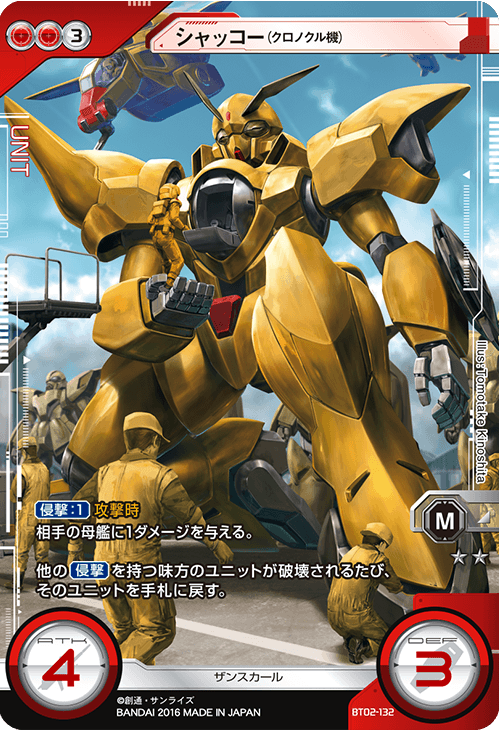 3
シャッコー(クロノクル機)
UNIT
Illus.Tomotake Kinoshita
侵撃:1 攻撃時
相手の母艦に1ダメージを与える。
他の 侵撃 を持つ味方のユニットが破壊されるたび、
そのユニットを手札に戻す。
M
ATK
4
DEF
3
ザンスカール
©創通・サンライズ
BANDAI 2016 MADE IN JAPAN
BT02-132